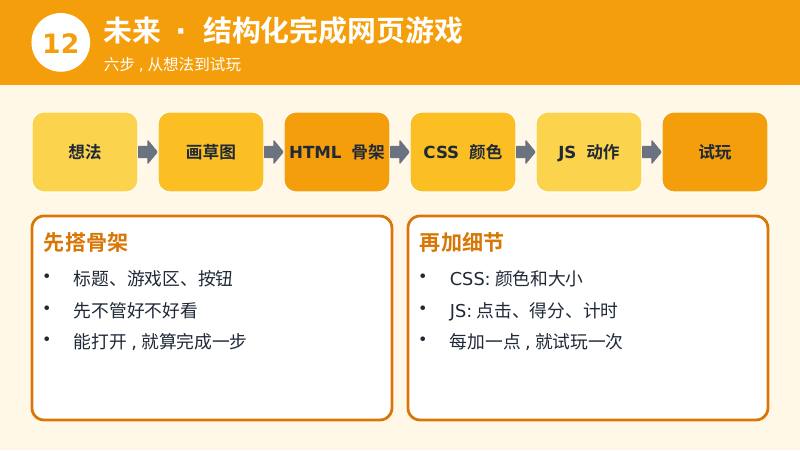 12
未来 · 结构化完成网页游戏
六步，从想法到试玩
想法
画草图
HTML 骨架
CSS 颜色
JS 动作
试玩
先搭骨架
• 标题、游戏区、按钮
• 先不管好不好看
• 能打开，就算完成一步
再加细节
• CSS: 颜色和大小
• JS: 点击、得分、计时
• 每加一点，就试玩一次